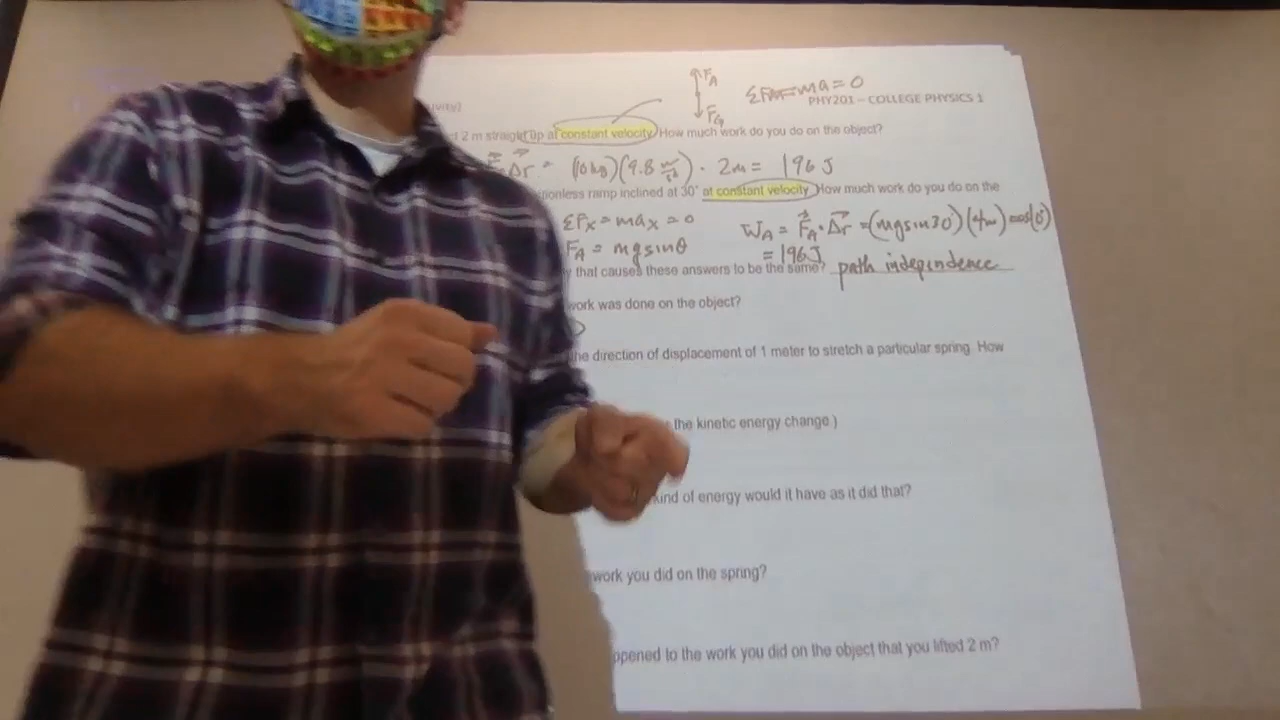 F_A
ΣF = ma = 0
F_G
PHY201 – COLLEGE PHYSICS 1
2 m straight up at constant velocity. How much work do you do on the object?
Δr = (10kg)(9.8 m/s²) · 2m = 196 J
ramp inclined at 30° at constant velocity. How much work do you do on the
ΣFx = max = 0
W_A = F_A · Δr = (mgsin30)(4m)cos(0°)
F_A = mgsinθ
= 196J
that causes these answers to be the same? path independence
work was done on the object?
the direction of displacement of 1 meter to stretch a particular spring. How
the kinetic energy change.)
kind of energy would it have as it did that?
work you did on the spring?
to the work you did on the object that you lifted 2 m?